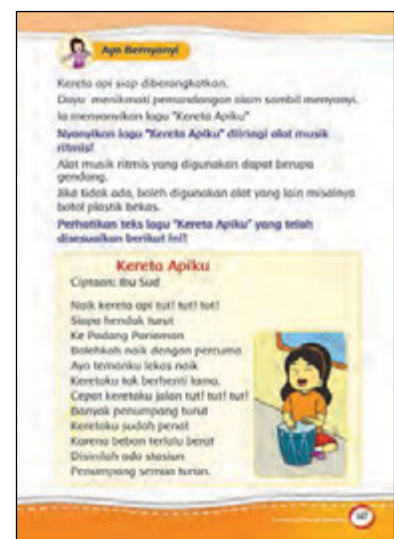 Ayo Bernyanyi
Kereta api siap diberangkatkan.
Dayu menikmati pemandangan alam sambil menyanyi.
Ia menyanyikan lagu "Kereta Apiku"
Nyanyikan lagu "Kereta Apiku" diiringi alat musik
ritmis!
Alat musik ritmis yang digunakan dapat berupa
gendang.
Jika tidak ada, boleh digunakan alat yang lain misalnya
botol plastik bekas.
Perhatikan teks lagu "Kereta Apiku" yang telah
disesuaikan berikut ini!
Kereta Apiku
Ciptaan: Ibu Sud
Naik kereta api tut! tut! tut!
Siapa hendak turut
Ke Padang Pariaman
Bolehkah naik dengan percuma
Ayo temanku lekas naik
Keretaku tak berhenti lama.
Cepat keretaku jalan tut! tut! tut!
Banyak penumpang turut
Keretaku sudah penat
Karena beban terlalu berat
Disinilah ada stasiun
Penumpang semua turun.